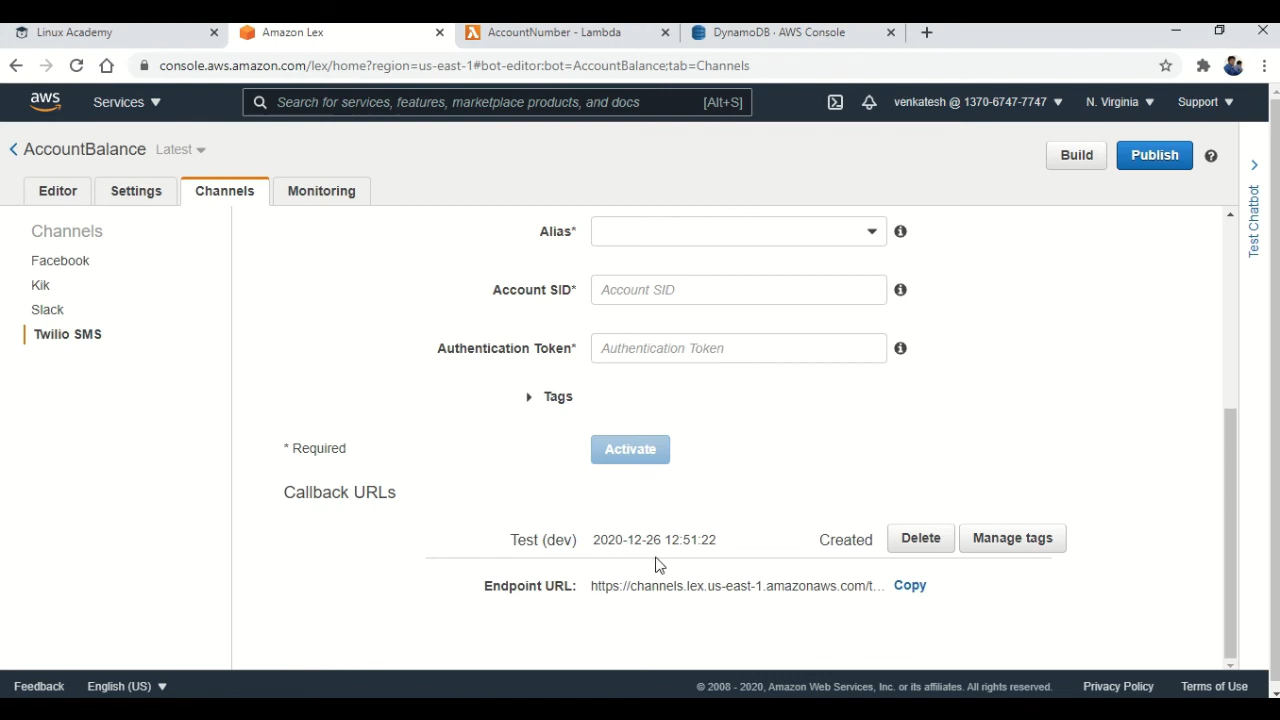 Linux Academy
Amazon Lex
AccountNumber - Lambda
DynamoDB · AWS Console
console.aws.amazon.com/lex/home?region=us-east-1#bot-editor:bot=AccountBalance;tab=Channels
aws
Services
Search for services, features, marketplace products, and docs
[Alt+S]
venkatesh @ 1370-6747-7747
N. Virginia
Support
AccountBalance
Latest
Build
Publish
Editor
Settings
Channels
Monitoring
Test Chatbot
Channels
Facebook
Kik
Slack
Twilio SMS
Alias*
Account SID*
Account SID
Authentication Token*
Authentication Token
Tags
* Required
Activate
Callback URLs
Test (dev)
2020-12-26 12:51:22
Created
Delete
Manage tags
Endpoint URL:
https://channels.lex.us-east-1.amazonaws.com/t...
Copy
Feedback
English (US)
© 2008 - 2020, Amazon Web Services, Inc. or its affiliates. All rights reserved.
Privacy Policy
Terms of Use